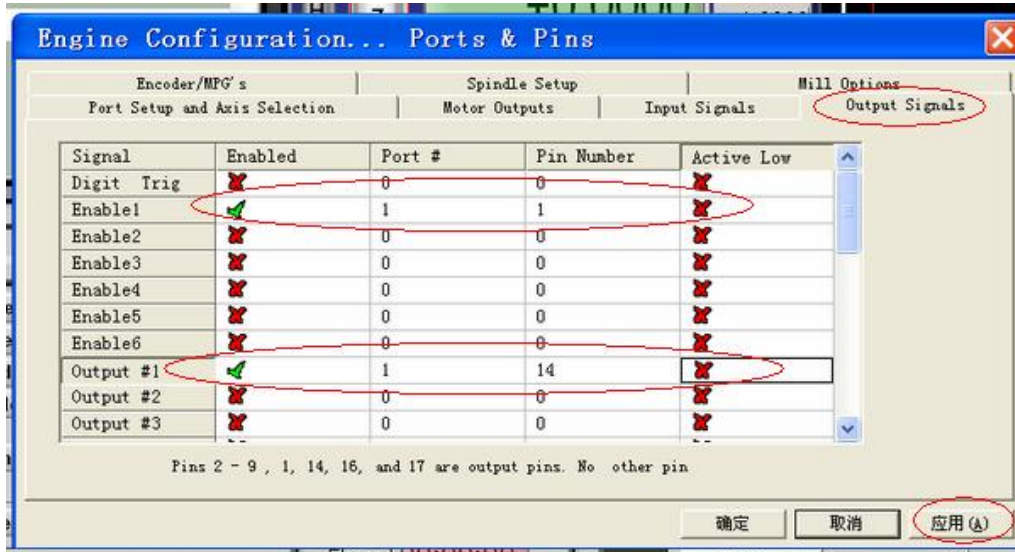 Engine Configuration... Ports & Pins
Encoder/MPG's Spindle Setup Mill Options
Port Setup and Axis Selection Motor Outputs Input Signals Output Signals
Signal Enabled Port # Pin Number Active Low
Digit Trig 0 0
Enable1 1 1
Enable2 0 0
Enable3 0 0
Enable4 0 0
Enable5 0 0
Enable6 0 0
Output #1 1 14
Output #2 0 0
Output #3 0 0
Pins 2 - 9 , 1, 14, 16, and 17 are output pins. No other pin
确定 取消 应用(A)